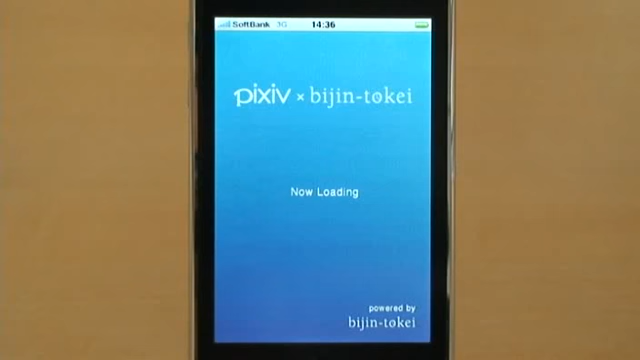 SoftBank 3G 14:36
pixiv × bijin-tokei
Now Loading
powered by
bijin-tokei